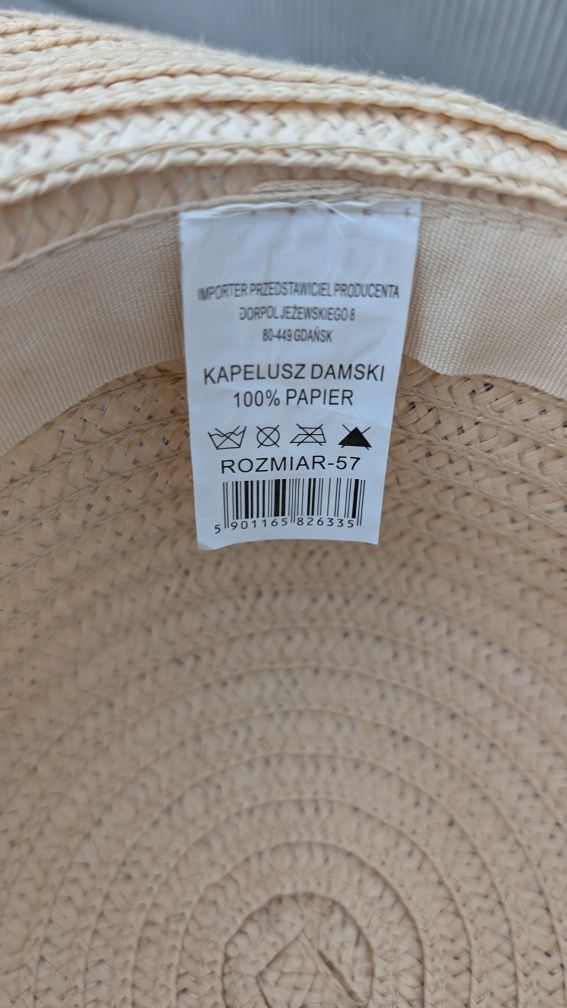 IMPORTER PRZEDSTAWICIEL PRODUCENTA
DORPOL JEŻEWSKIEGO 8
80-449 GDAŃSK
KAPELUSZ DAMSKI
100% PAPIER
ROZMIAR-57
5 901165 826335